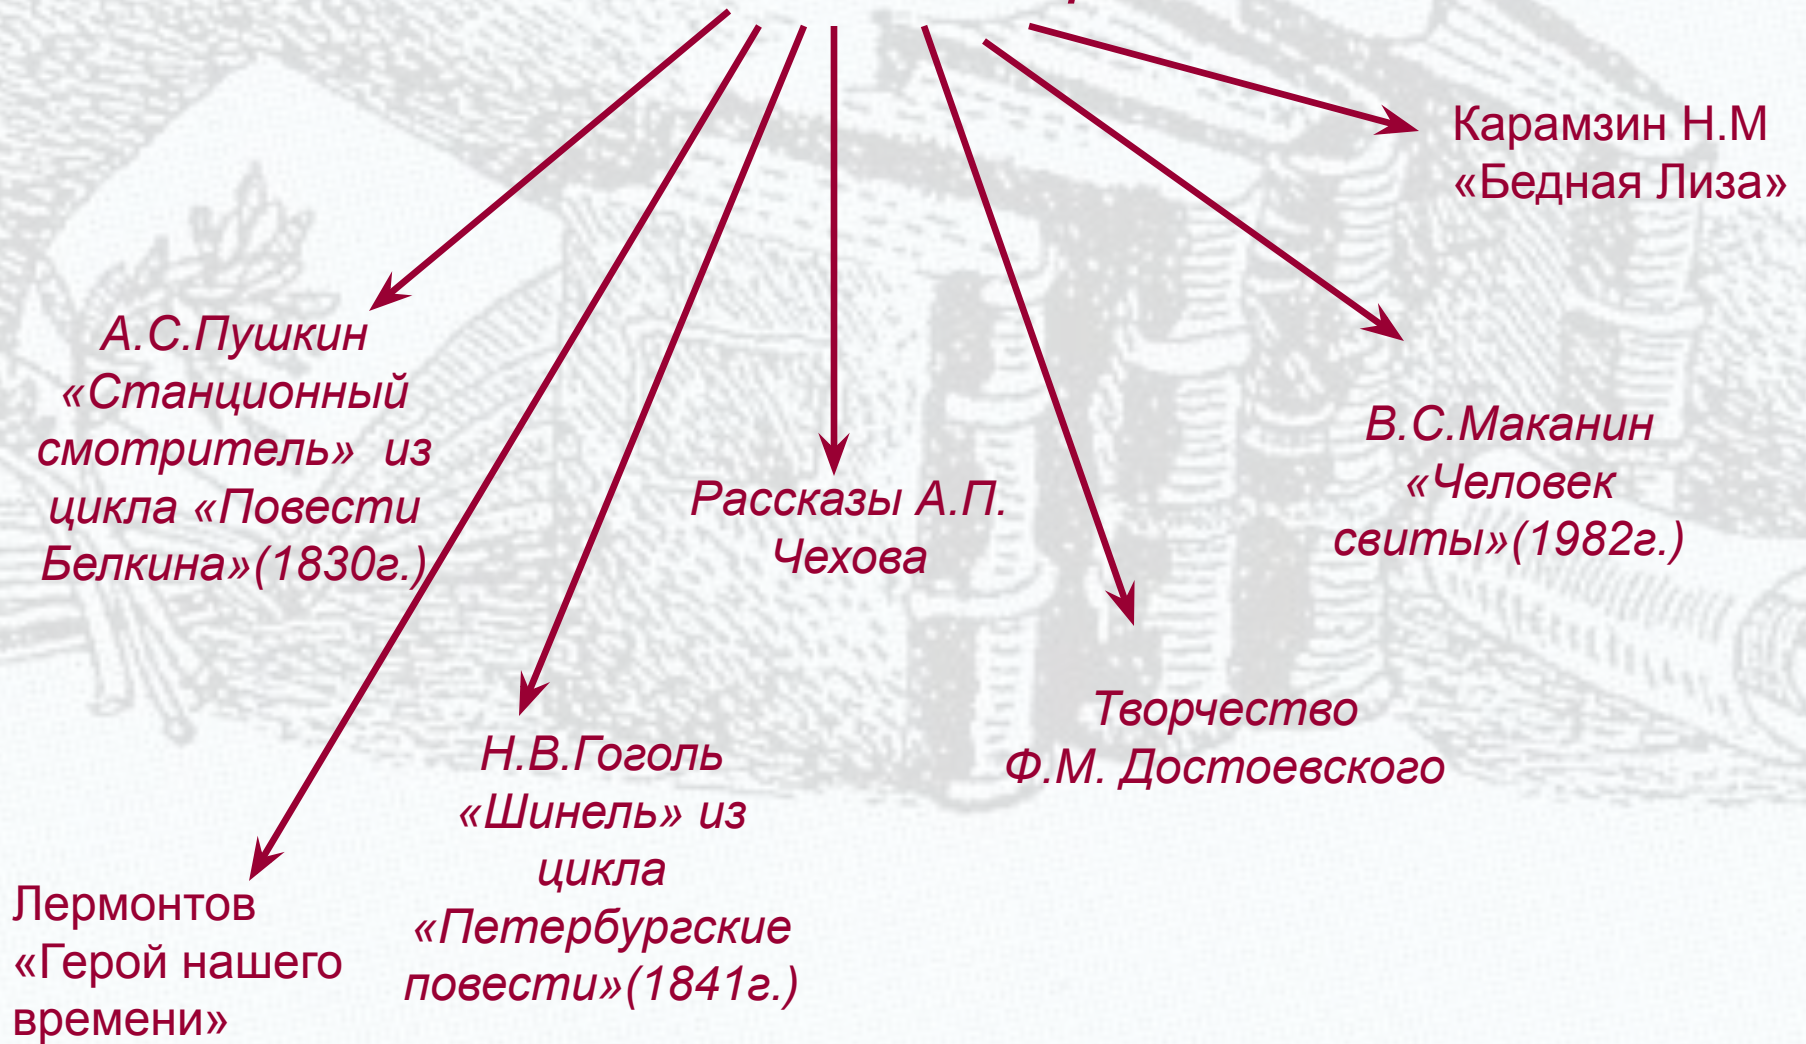 Карамзин Н.М
«Бедная Лиза»
А.С.Пушкин
«Станционный
смотритель» из
цикла «Повести
Белкина»(1830г.)
В.С.Маканин
«Человек
свиты»(1982г.)
Рассказы А.П.
Чехова
Творчество
Ф.М. Достоевского
Н.В.Гоголь
«Шинель» из
цикла
«Петербургские
повести»(1841г.)
Лермонтов
«Герой нашего
времени»